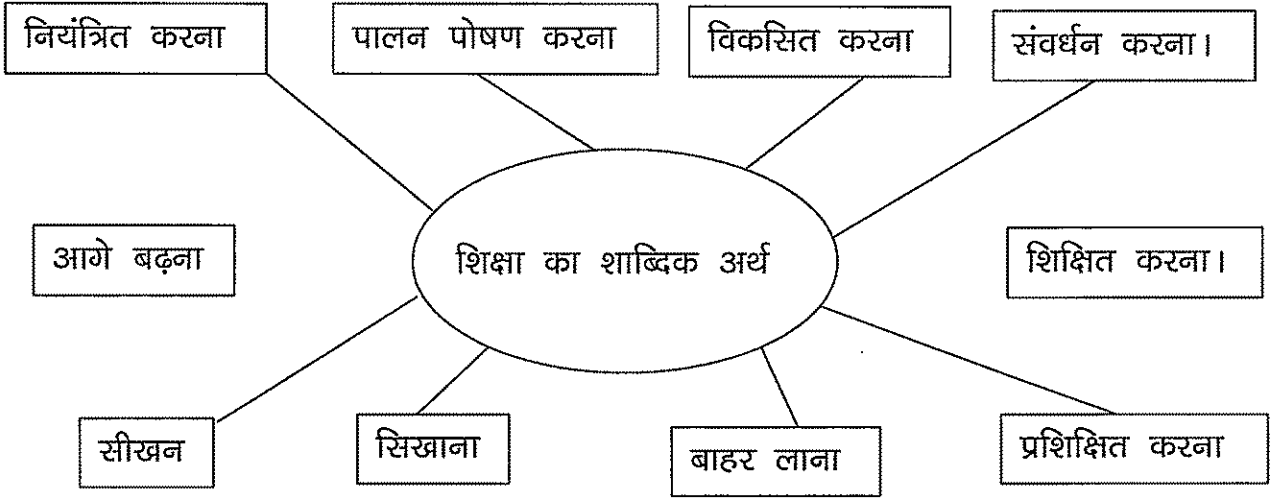 नियंत्रित करना
पालन पोषण करना
विकसित करना
संवर्धन करना।
आगे बढ़ना
शिक्षा का शाब्दिक अर्थ
शिक्षित करना।
सीखन
सिखाना
बाहर लाना
प्रशिक्षित करना